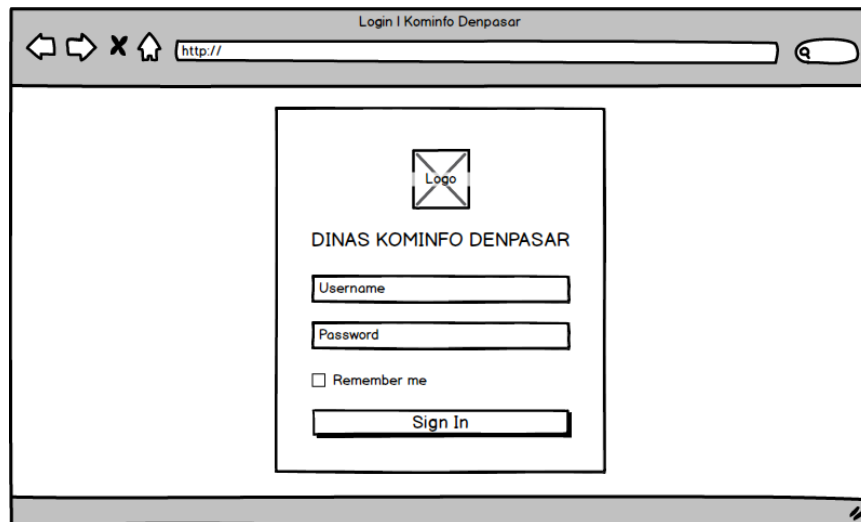 Login | Kominfo Denpasar
http://
Logo
DINAS KOMINFO DENPASAR
Username
Password
Remember me
Sign In